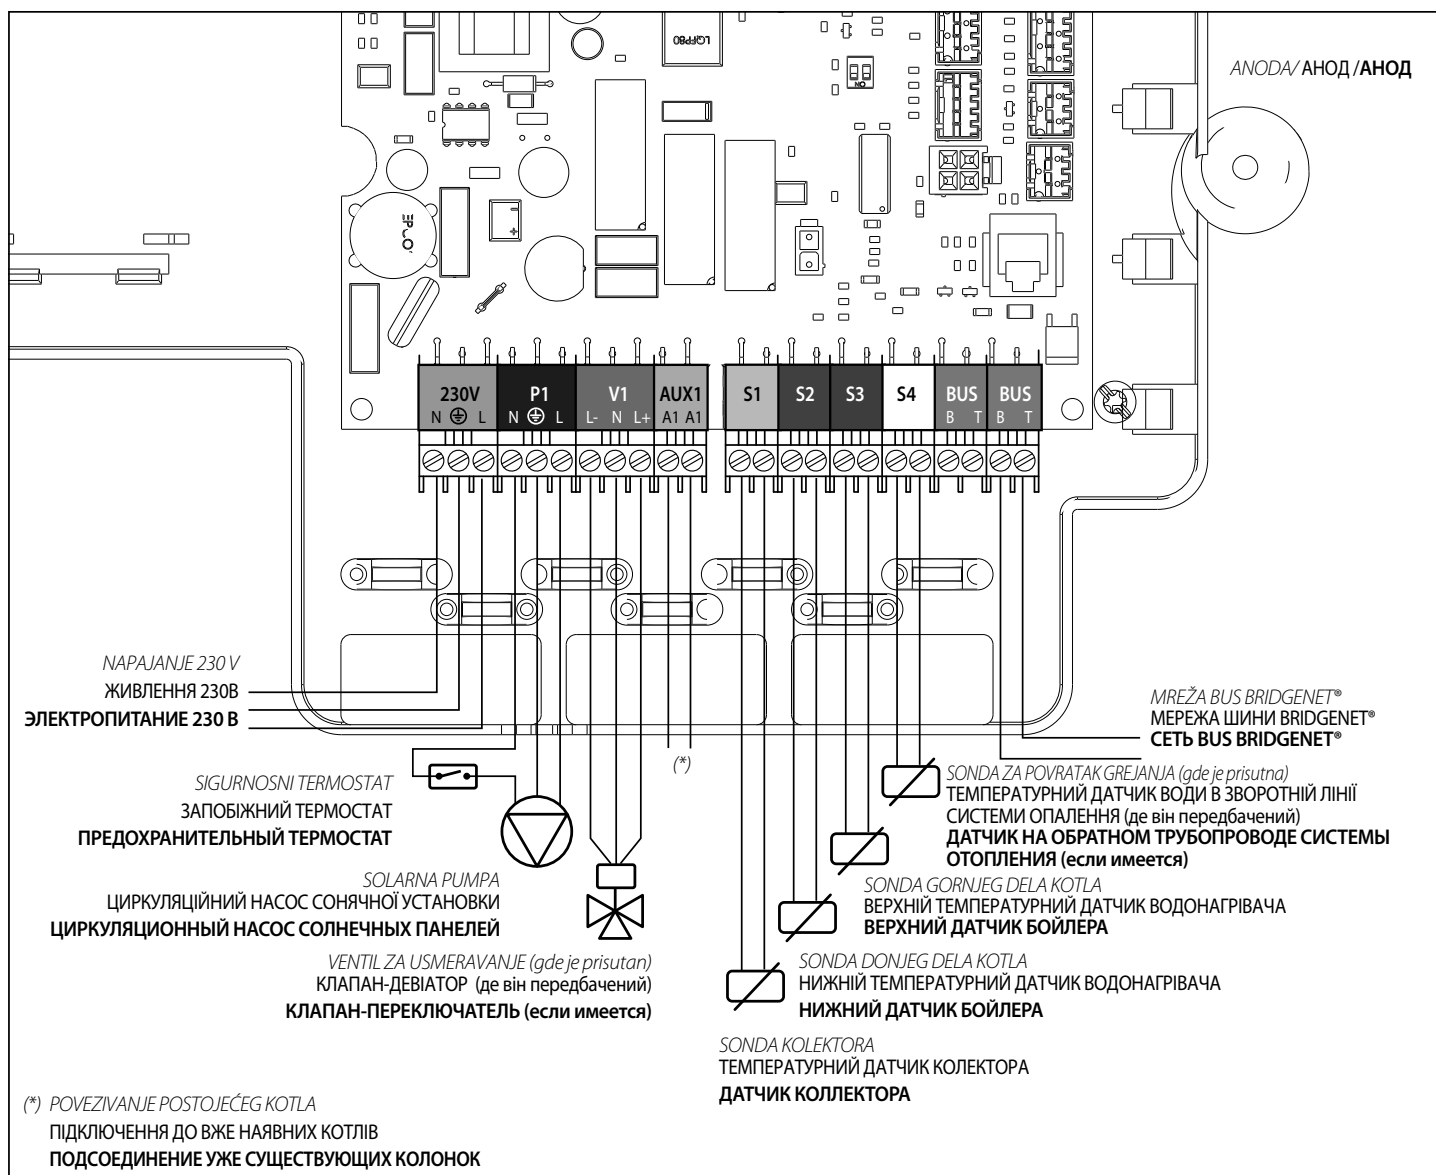 LQFP80
ON
ANODA/ АНОД /АНОД
230V P1 V1 AUX1 S1 S2 S3 S4 BUS BUS
N L N L L- N L+ A1 A1 B T B T
NAPAJANJE 230 V
ЖИВЛЕННЯ 230В
ЭЛЕКТРОПИТАНИЕ 230 В
SIGURNOSNI TERMOSTAT
ЗАПОБІЖНИЙ ТЕРМОСТАТ
ПРЕДОХРАНИТЕЛЬНЫЙ ТЕРМОСТАТ
SOLARNA PUMPA
ЦИРКУЛЯЦІЙНИЙ НАСОС СОНЯЧНОЇ УСТАНОВКИ
ЦИРКУЛЯЦИОННЫЙ НАСОС СОЛНЕЧНЫХ ПАНЕЛЕЙ
VENTIL ZA USMERAVANJE (gde je prisutan)
КЛАПАН-ДЕВІАТОР (де він передбачений)
КЛАПАН-ПЕРЕКЛЮЧАТЕЛЬ (если имеется)
(*)
MREŽA BUS BRIDGENET®
МЕРЕЖА ШИНИ BRIDGENET®
СЕТЬ BUS BRIDGENET®
SONDA ZA POVRATAK GREJANJA (gde je prisutna)
ТЕМПЕРАТУРНИЙ ДАТЧИК ВОДИ В ЗВОРОТНІЙ ЛІНІЇ
СИСТЕМИ ОПАЛЕННЯ (де він передбачений)
ДАТЧИК НА ОБРАТНОМ ТРУБОПРОВОДЕ СИСТЕМЫ
ОТОПЛЕНИЯ (если имеется)
SONDA GORNJEG DELA KOTLA
ВЕРХНІЙ ТЕМПЕРАТУРНИЙ ДАТЧИК ВОДОНАГРІВАЧА
ВЕРХНИЙ ДАТЧИК БОЙЛЕРА
SONDA DONJEG DELA KOTLA
НИЖНІЙ ТЕМПЕРАТУРНИЙ ДАТЧИК ВОДОНАГРІВАЧА
НИЖНИЙ ДАТЧИК БОЙЛЕРА
SONDA KOLEKTORA
ТЕМПЕРАТУРНИЙ ДАТЧИК КОЛЕКТОРА
ДАТЧИК КОЛЛЕКТОРА
(*) POVEZIVANJE POSTOJEĆEG KOTLA
ПІДКЛЮЧЕННЯ ДО ВЖЕ НАЯВНИХ КОТЛІВ
ПОДСОЕДИНЕНИЕ УЖЕ СУЩЕСТВУЮЩИХ КОЛОНОК